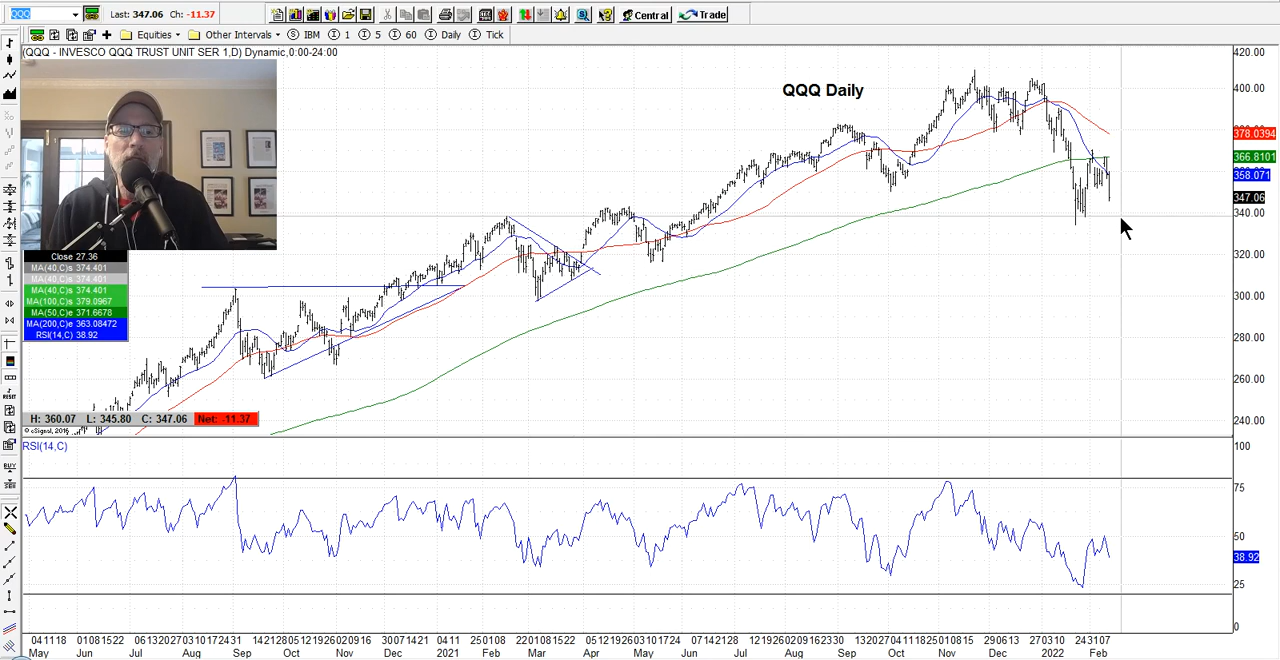 QQQ Last: 347.06 Ch: -11.37 Central Trade
Equities Other Intervals S IBM I 1 I 5 I 60 I Daily I Tick
(QQQ - INVESCO QQQ TRUST UNIT SER 1,D) Dynamic,0:00-24:00
QQQ Daily
420.00
400.00
378.0394
366.8101
358.071
347.06
340.00
320.00
300.00
280.00
260.00
240.00
Close 27.36
MA(40,C)s 374.401
MA(40,C)s 374.401
MA(40,C)s 374.401
MA(100,C)s 379.0967
MA(50,C)e 371.6678
MA(200,C)e 363.08472
RSI(14,C) 38.92
H: 360.07 L: 345.80 C: 347.06 Net: -11.37
© eSignal, 2016
RSI(14,C)
100
75
50
38.92
25
0
BUY
May Jun Jul Aug Sep Oct Nov Dec 2021 Feb Mar Apr May Jun Jul Aug Sep Oct Nov Dec 2022 Feb